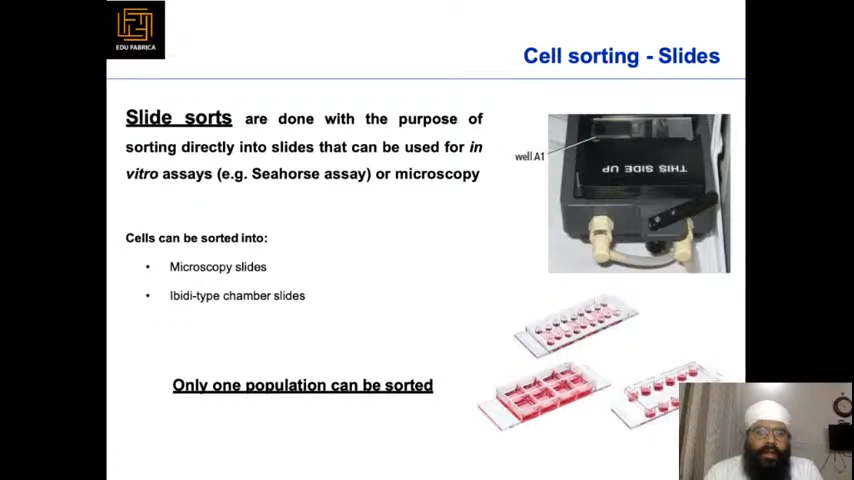 EDU FABRICA
Cell sorting - Slides
Slide sorts are done with the purpose of
sorting directly into slides that can be used for in
vitro assays (e.g. Seahorse assay) or microscopy
well A1
THIS SIDE UP
Cells can be sorted into:
• Microscopy slides
• Ibidi-type chamber slides
Only one population can be sorted